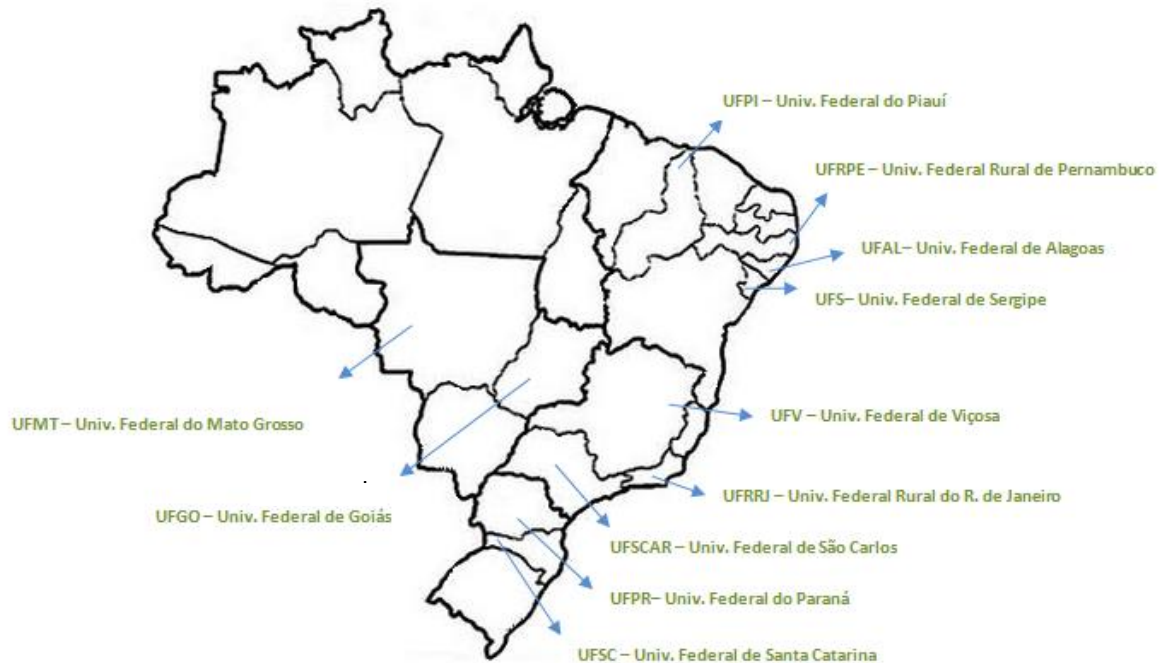 UFPI – Univ. Federal do Piauí
UFRPE – Univ. Federal Rural de Pernambuco
UFAL– Univ. Federal de Alagoas
UFS– Univ. Federal de Sergipe
UFMT – Univ. Federal do Mato Grosso
UFV – Univ. Federal de Viçosa
UFRRJ – Univ. Federal Rural do R. de Janeiro
UFGO – Univ. Federal de Goiás
UFSCAR – Univ. Federal de São Carlos
UFPR– Univ. Federal do Paraná
UFSC – Univ. Federal de Santa Catarina